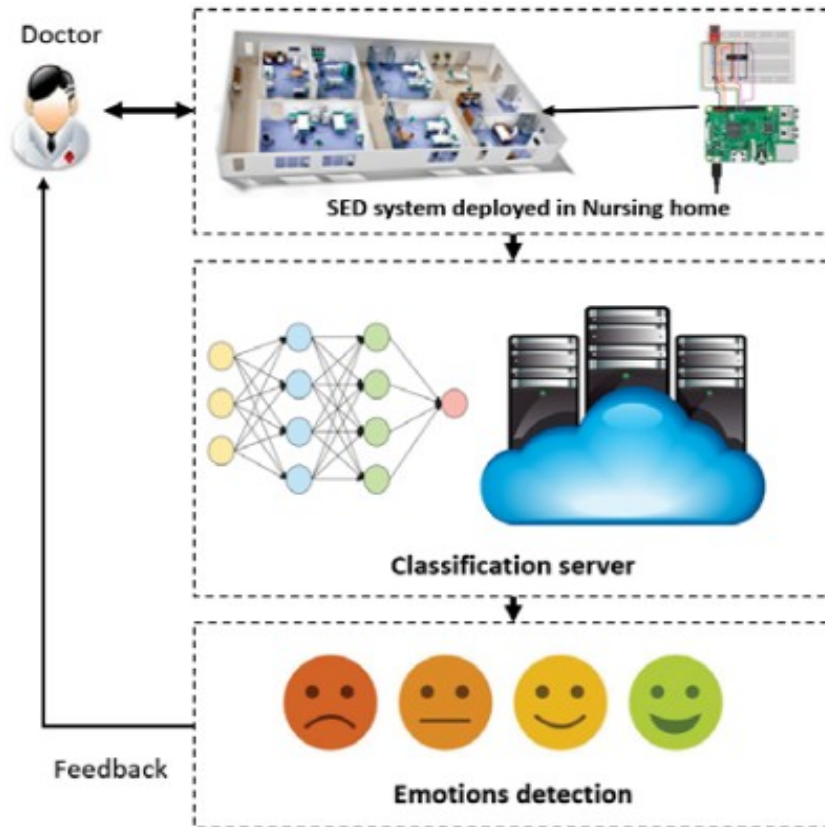 Doctor
SED system deployed in Nursing home
Classification server
Feedback
Emotions detection